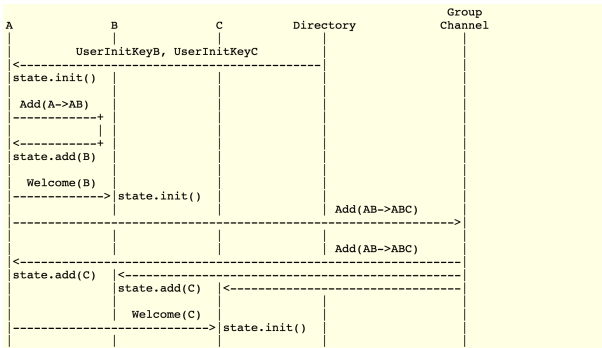 Group
A B C Directory Channel
UserInitKeyB, UserInitKeyC
state.init()
Add(A->AB)
state.add(B)
Welcome(B)
state.init()
Add(AB->ABC)
Add(AB->ABC)
state.add(C)
state.add(C)
Welcome(C)
state.init()